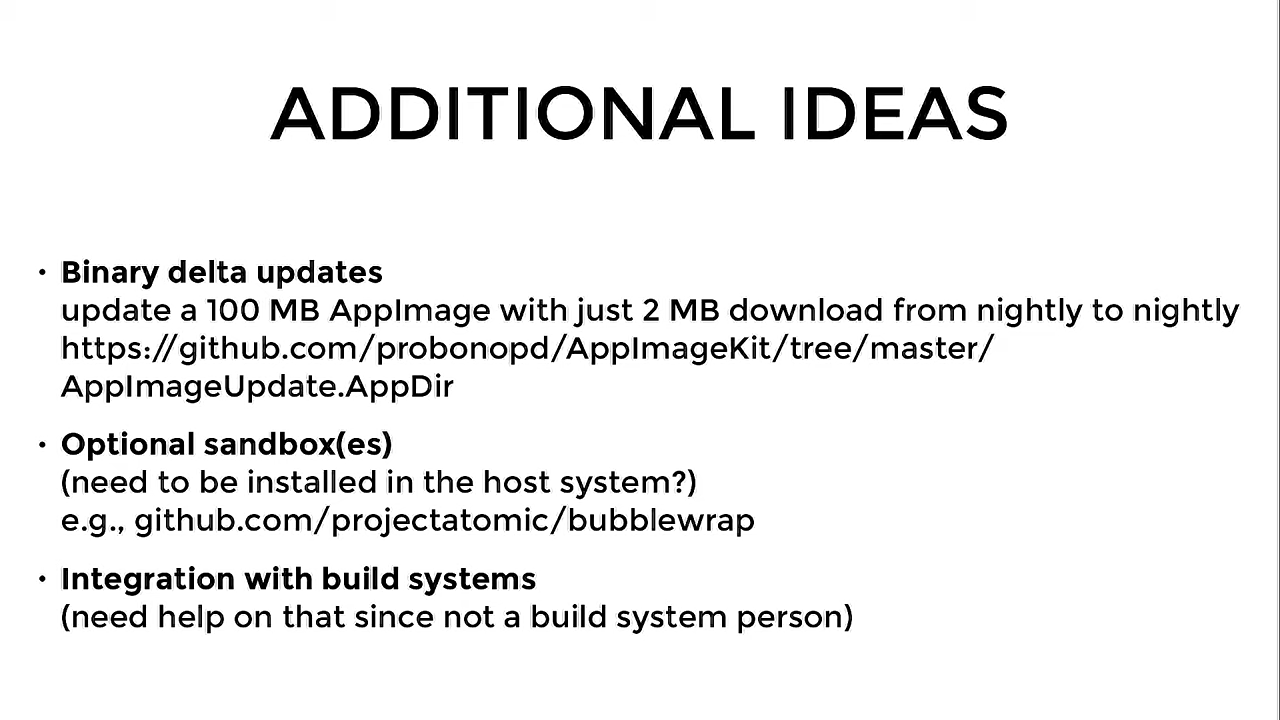 ADDITIONAL IDEAS
• Binary delta updates
update a 100 MB AppImage with just 2 MB download from nightly to nightly
https://github.com/probonopd/AppImageKit/tree/master/
AppImageUpdate.AppDir
• Optional sandbox(es)
(need to be installed in the host system?)
e.g., github.com/projectatomic/bubblewrap
• Integration with build systems
(need help on that since not a build system person)